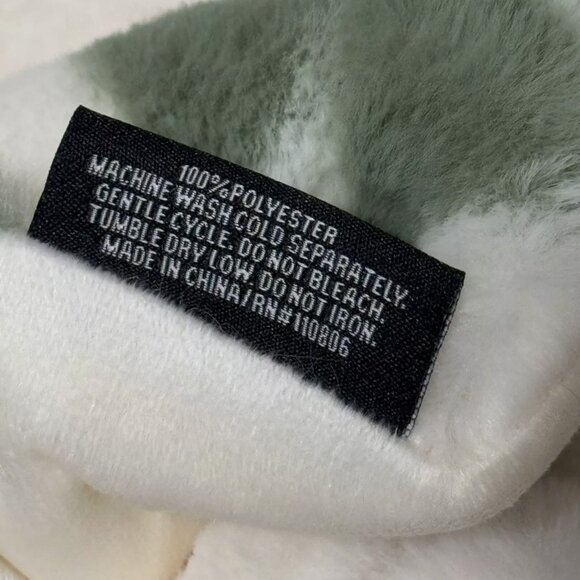 100%POLYESTER
MACHINE WASH COLD SEPARATELY.
GENTLE CYCLE. DO NOT BLEACH.
TUMBLE DRY LOW. DO NOT IRON.
MADE IN CHINA/RN#110806